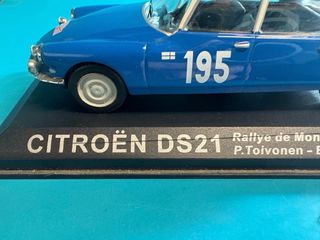 195
CITROËN DS21
Rallye de Mon
P.Toivonen –